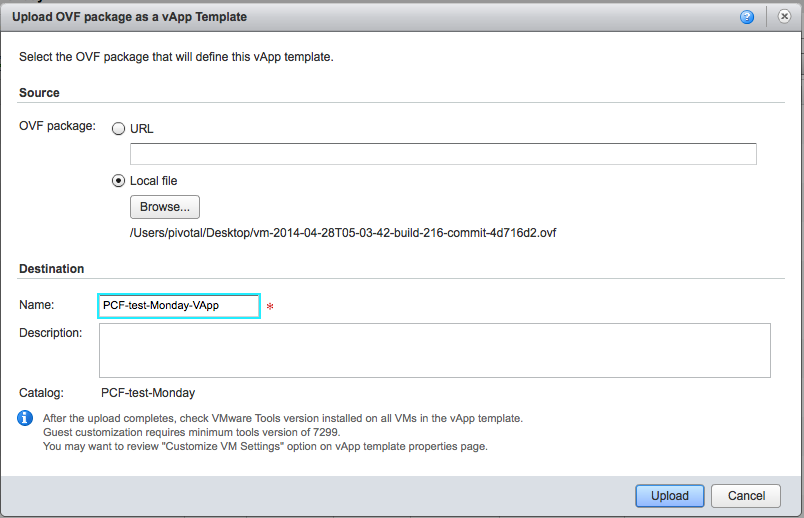 Upload OVF package as a vApp Template
Select the OVF package that will define this vApp template.
Source
OVF package:
URL
Local file
Browse...
/Users/pivotal/Desktop/vm-2014-04-28T05-03-42-build-216-commit-4d716d2.ovf
Destination
Name: PCF-test-Monday-VApp *
Description:
Catalog: PCF-test-Monday
After the upload completes, check VMware Tools version installed on all VMs in the vApp template.
Guest customization requires minimum tools version of 7299.
You may want to review "Customize VM Settings" option on vApp template properties page.
Upload Cancel